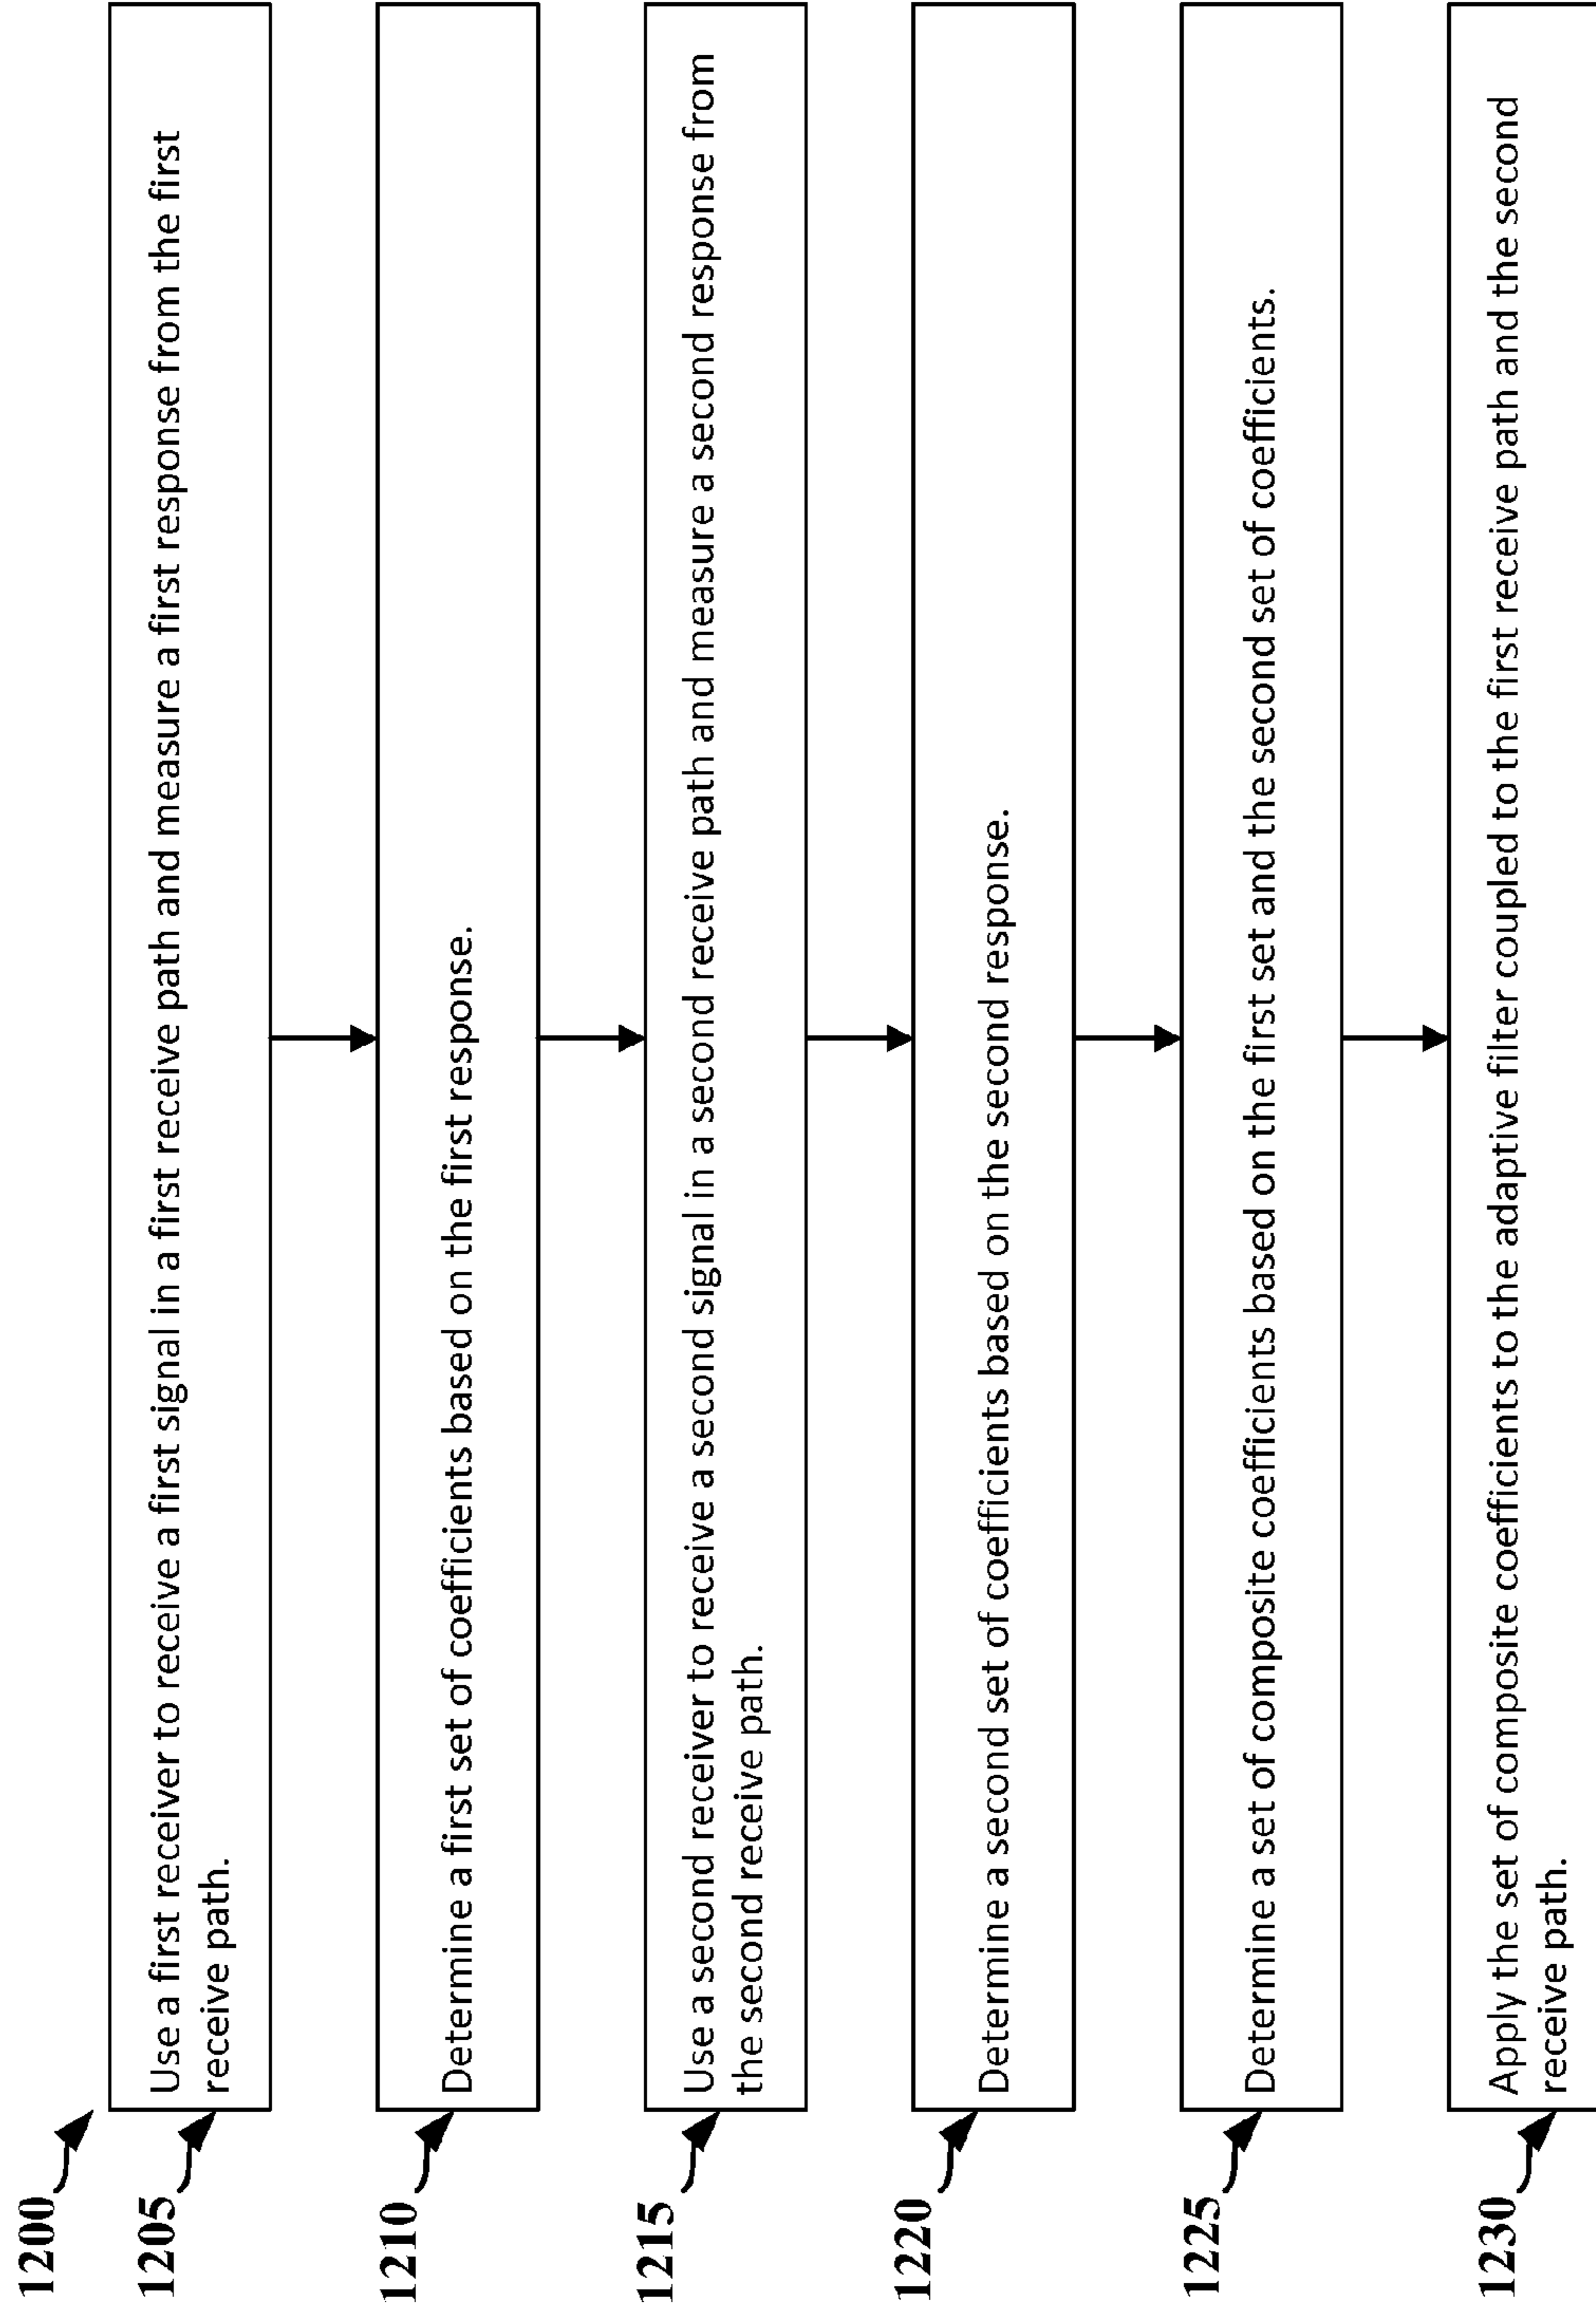 1200
1205
Use a first receiver to receive a first signal in a first receive path and measure a first response from the first
receive path.
1210
Determine a first set of coefficients based on the first response.
1215
Use a second receiver to receive a second signal in a second receive path and measure a second response from
the second receive path.
1220
Determine a second set of coefficients based on the second response.
1225
Determine a set of composite coefficients based on the first set and the second set of coefficients.
1230
Apply the set of composite coefficients to the adaptive filter coupled to the first receive path and the second
receive path.